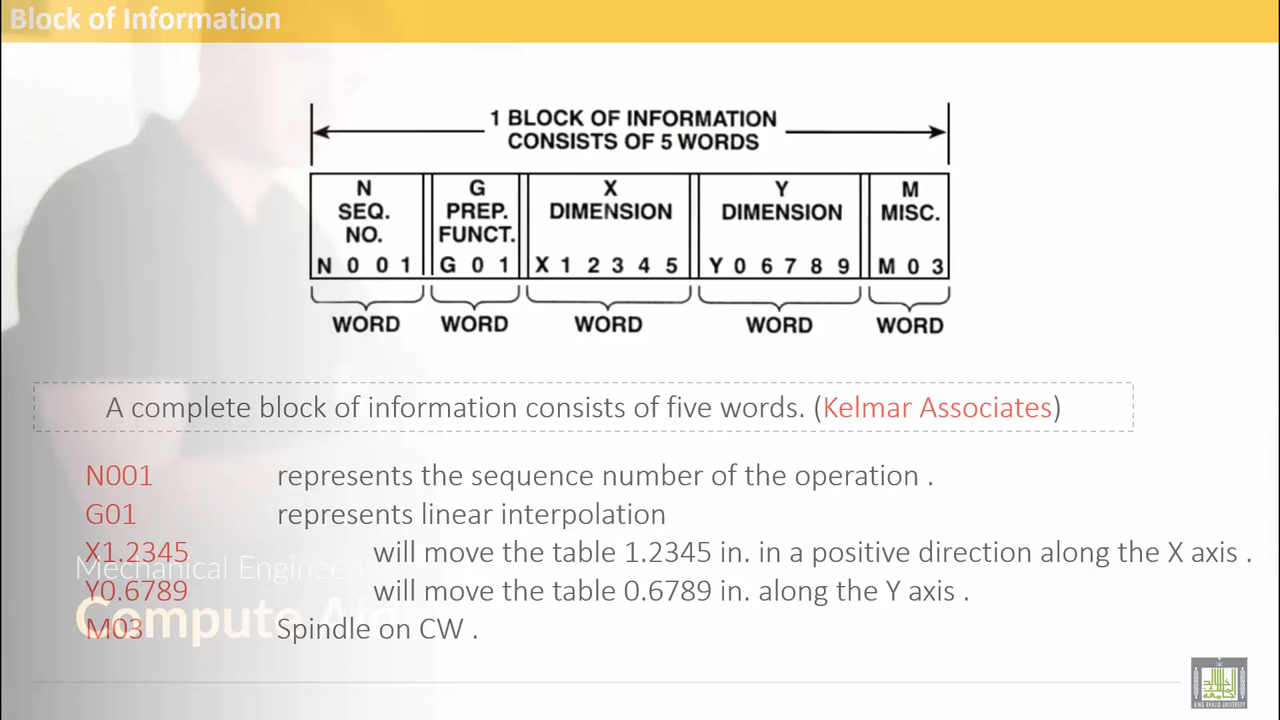 Block of Information
1 BLOCK OF INFORMATION
CONSISTS OF 5 WORDS
N
SEQ.
NO.
N 0 0 1
G
PREP.
FUNCT.
G 0 1
X
DIMENSION
X 1 2 3 4 5
Y
DIMENSION
Y 0 6 7 8 9
M
MISC.
M 0 3
WORD WORD WORD WORD WORD
A complete block of information consists of five words. (Kelmar Associates)
N001 represents the sequence number of the operation .
G01 represents linear interpolation
X1.2345 will move the table 1.2345 in. in a positive direction along the X axis .
Mechanical Engineering
Y0.6789 will move the table 0.6789 in. along the Y axis .
M03 Spindle on CW .
KING KHALID UNIVERSITY